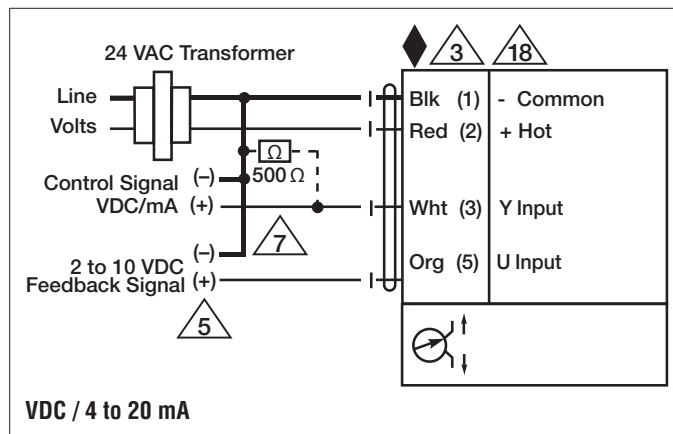 24 VAC Transformer
3
18
Line
Volts
Blk (1) - Common
Red (2) + Hot
Ω
500 Ω
Control Signal (–)
VDC/mA (+)
Wht (3) Y Input
7
(–)
2 to 10 VDC
Feedback Signal (+)
Org (5) U Input
5
VDC / 4 to 20 mA